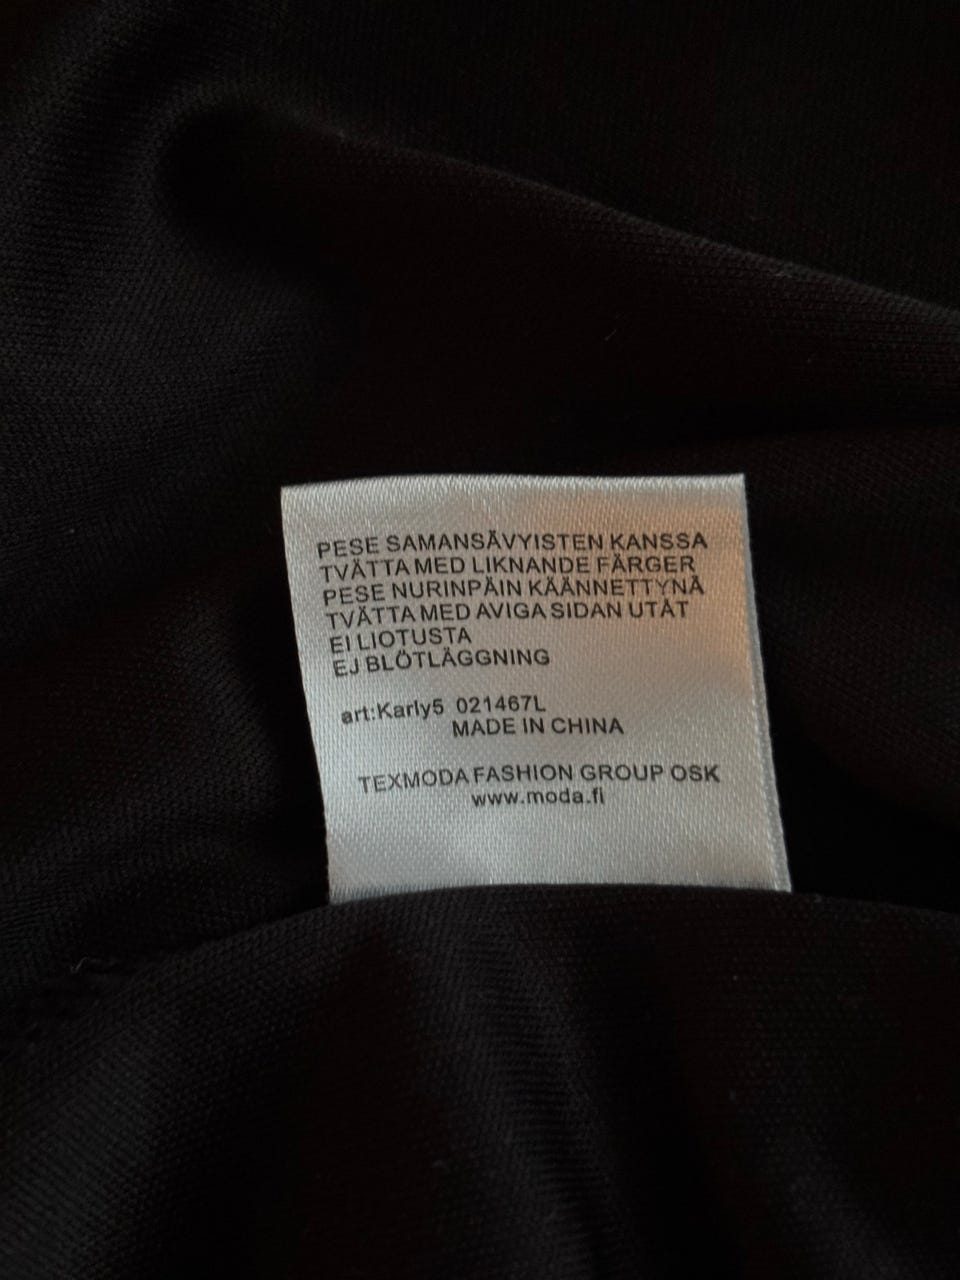 PESE SAMANSÄVYISTEN KANSSA
TVÄTTA MED LIKNANDE FÄRGER
PESE NURINPÄIN KÄÄNNETTYNÄ
TVÄTTA MED AVIGA SIDAN UTÅT
EI LIOTUSTA
EJ BLÖTLÄGGNING
art:Karly5 021467L
MADE IN CHINA
TEXMODA FASHION GROUP OSK
www.moda.fi